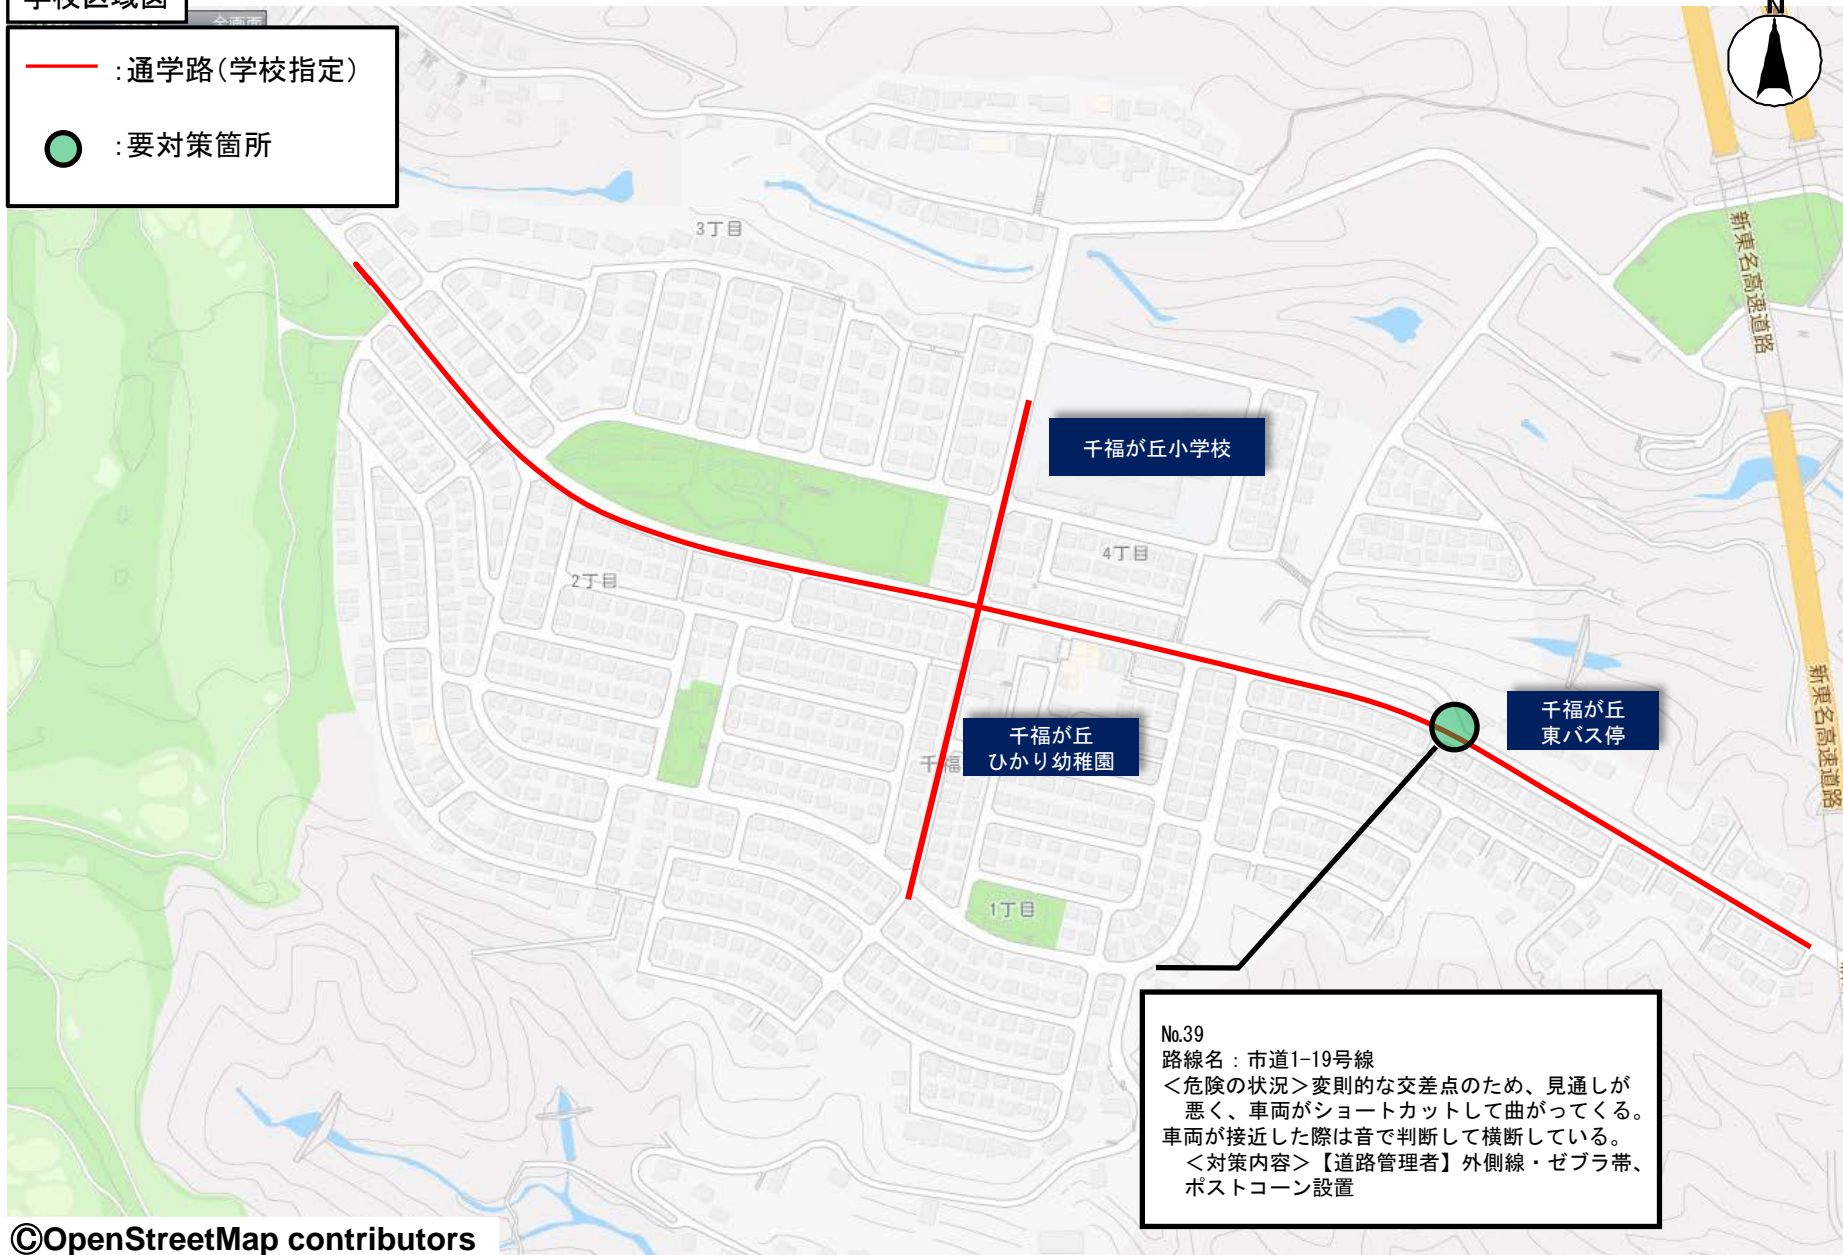 学校区域図
全画面
:通学路(学校指定)
:要対策箇所
N
3丁目
新東名高速道路
千福が丘小学校
4丁目
2丁目
千福が丘
東バス停
新東名高速道路
千福が丘
ひかり幼稚園
千福
1丁目
№39
路線名：市道1-19号線
＜危険の状況＞変則的な交差点のため、見通しが
悪く、車両がショートカットして曲がってくる。
車両が接近した際は音で判断して横断している。
＜対策内容＞【道路管理者】外側線・ゼブラ帯、
ポストコーン設置
ⒸOpenStreetMap contributors